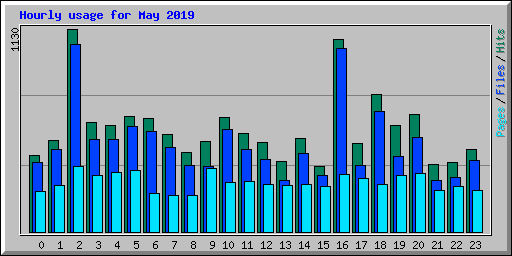 Hourly usage for May 2019
1130
Pages / Files / Hits
0 1 2 3 4 5 6 7 8 9 10 11 12 13 14 15 16 17 18 19 20 21 22 23